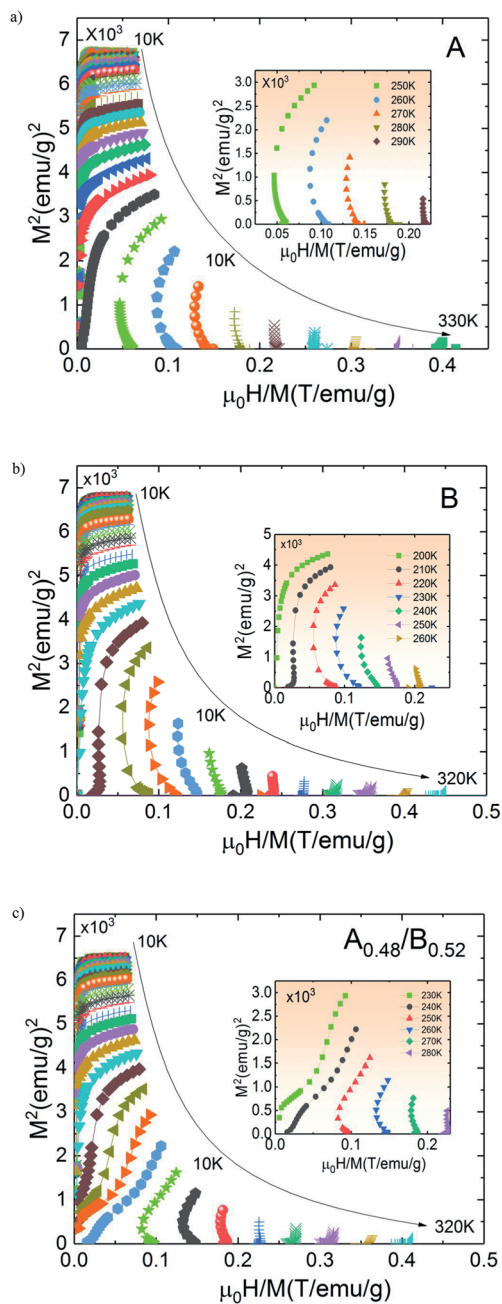 a)
X10³
10K
A
7
6
5
4
3
2
1
0
M²(emu/g)²
X10³
3.0
2.5
2.0
1.5
1.0
0.5
0.0
M²(emu/g)²
250K
260K
270K
280K
290K
0.05 0.10 0.15 0.20
μ₀H/M(T/emu/g)
10K
330K
0.0 0.1 0.2 0.3 0.4
μ₀H/M(T/emu/g)
b)
x10³
10K
B
7
6
5
4
3
2
1
0
M²(emu/g)²
x10³
5
4
3
2
1
0
M²(emu/g)²
200K
210K
220K
230K
240K
250K
260K
0.0 0.1 0.2
μ₀H/M(T/emu/g)
10K
320K
0.0 0.1 0.2 0.3 0.4 0.5
μ₀H/M(T/emu/g)
c)
x10³
10K
A₀.₄₈/B₀.₅₂
7
6
5
4
3
2
1
0
M²(emu/g)²
x10³
3.0
2.5
2.0
1.5
1.0
0.5
0.0
M²(emu/g)²
230K
240K
250K
260K
270K
280K
0.0 0.1 0.2
μ₀H/M(T/emu/g)
10K
320K
0.0 0.1 0.2 0.3 0.4 0.5
μ₀H/M(T/emu/g)